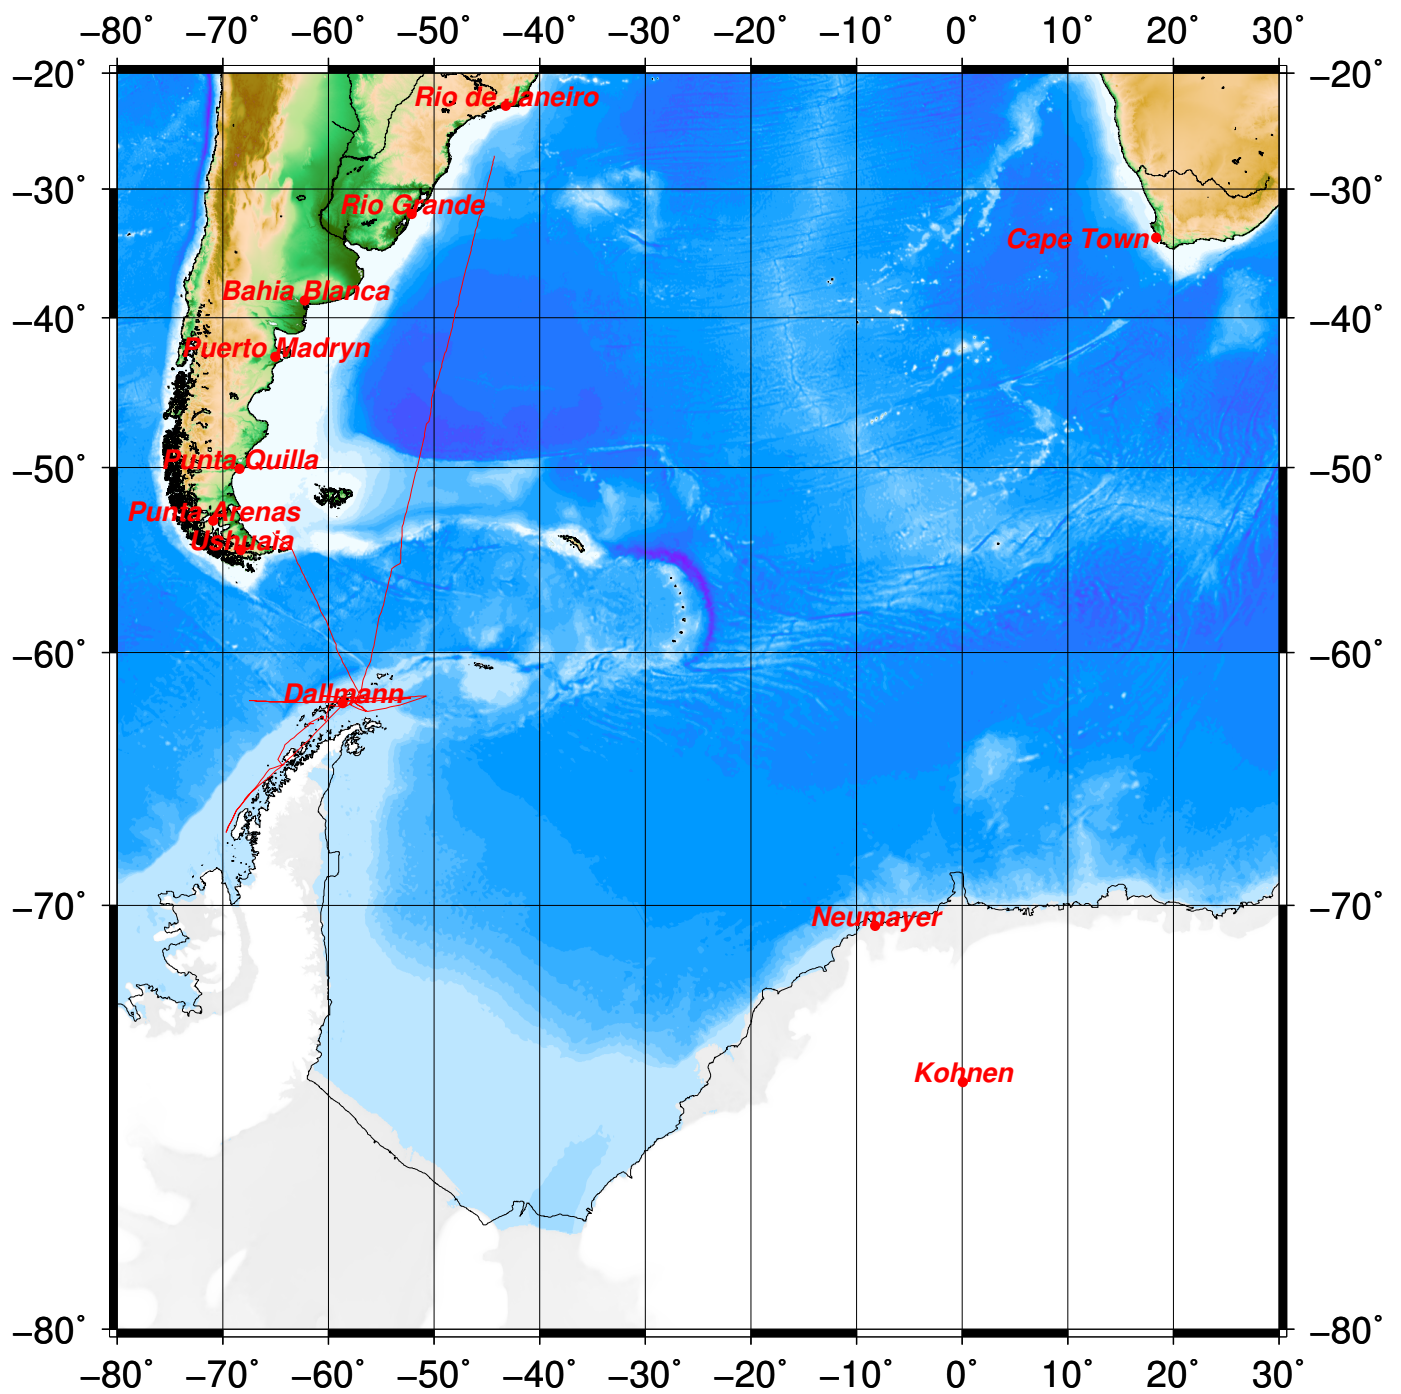 −80° −70° −60° −50° −40° −30° −20° −10° 0° 10° 20° 30°
−20° −20°
Rio de Janeiro
−30° −30°
Rio Grande
Cape Town
Bahia Blanca
−40° −40°
Puerto Madryn
Punta Quilla
−50° −50°
Punta Arenas
Ushuaia
−60° −60°
Dallmann
−70° −70°
Neumayer
Kohnen
−80° −80°
−80° −70° −60° −50° −40° −30° −20° −10° 0° 10° 20° 30°